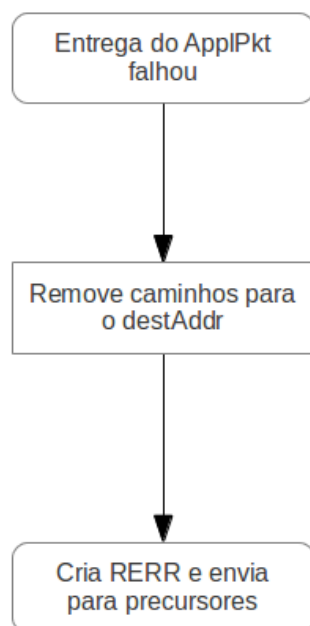 Entrega do ApplPkt
falhou
Remove caminhos para
o destAddr
Cria RERR e envia
para precursores